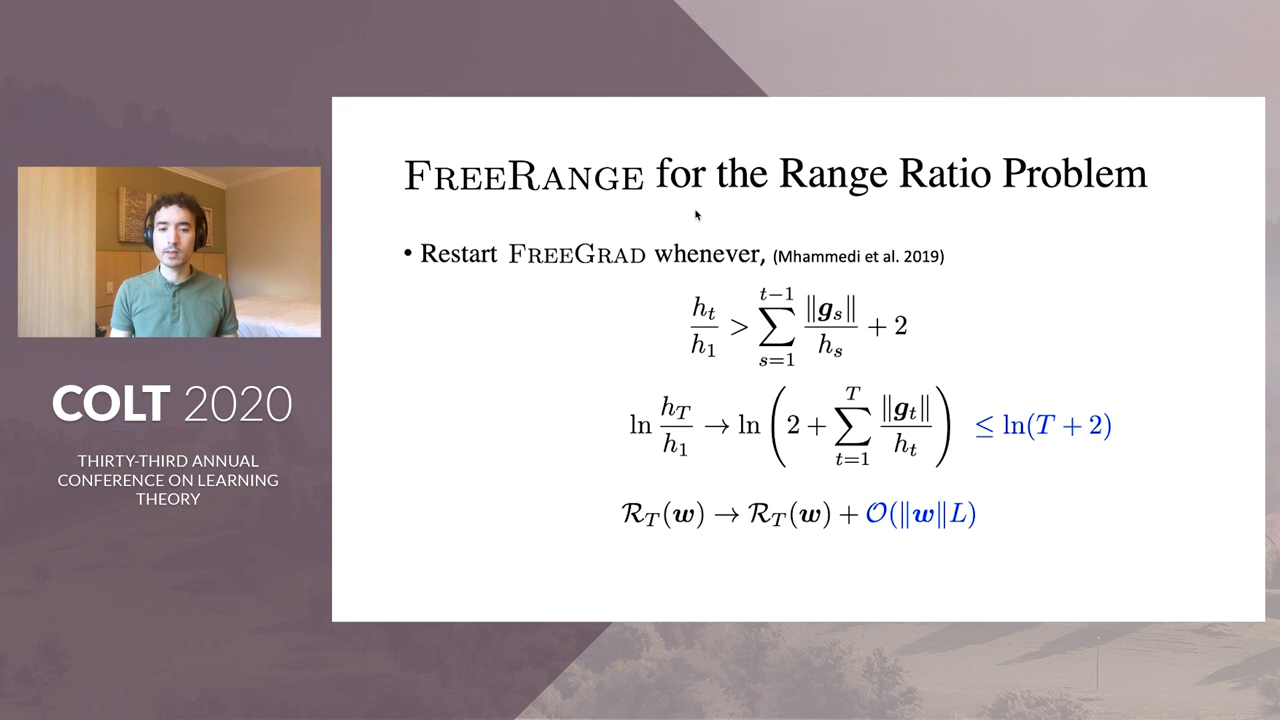 FREERANGE for the Range Ratio Problem
• Restart FREEGRAD whenever, (Mhammedi et al. 2019)
h_t / h_1 > ∑_{s=1}^{t−1} ‖g_s‖ / h_s + 2
ln h_T / h_1 → ln ( 2 + ∑_{t=1}^{T} ‖g_t‖ / h_t ) ≤ ln(T + 2)
R_T(w) → R_T(w) + O(‖w‖L)
COLT 2020
THIRTY-THIRD ANNUAL
CONFERENCE ON LEARNING
THEORY